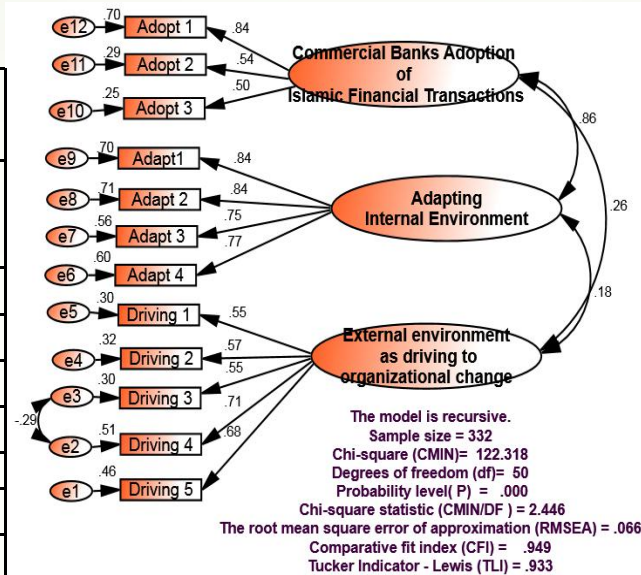 e12 .70 Adopt 1 .84
e11 .29 Adopt 2 .54
e10 .25 Adopt 3 .50
Commercial Banks Adoption
of
Islamic Financial Transactions
.86
e9 .70 Adapt1 .84
e8 .71 Adapt 2 .84
e7 .56 Adapt 3 .75
e6 .60 Adapt 4 .77
Adapting
Internal Environment
.26
.18
e5 .30 Driving 1 .55
e4 .32 Driving 2 .57
e3 .30 Driving 3 .55
-.29
e2 .51 Driving 4 .71
e1 .46 Driving 5 .68
External environment
as driving to
organizational change
The model is recursive.
Sample size = 332
Chi-square (CMIN)= 122.318
Degrees of freedom (df)= 50
Probability level( P) = .000
Chi-square statistic (CMIN/DF ) = 2.446
The root mean square error of approximation (RMSEA) = .066
Comparative fit index (CFI) = .949
Tucker Indicator - Lewis (TLI) = .933